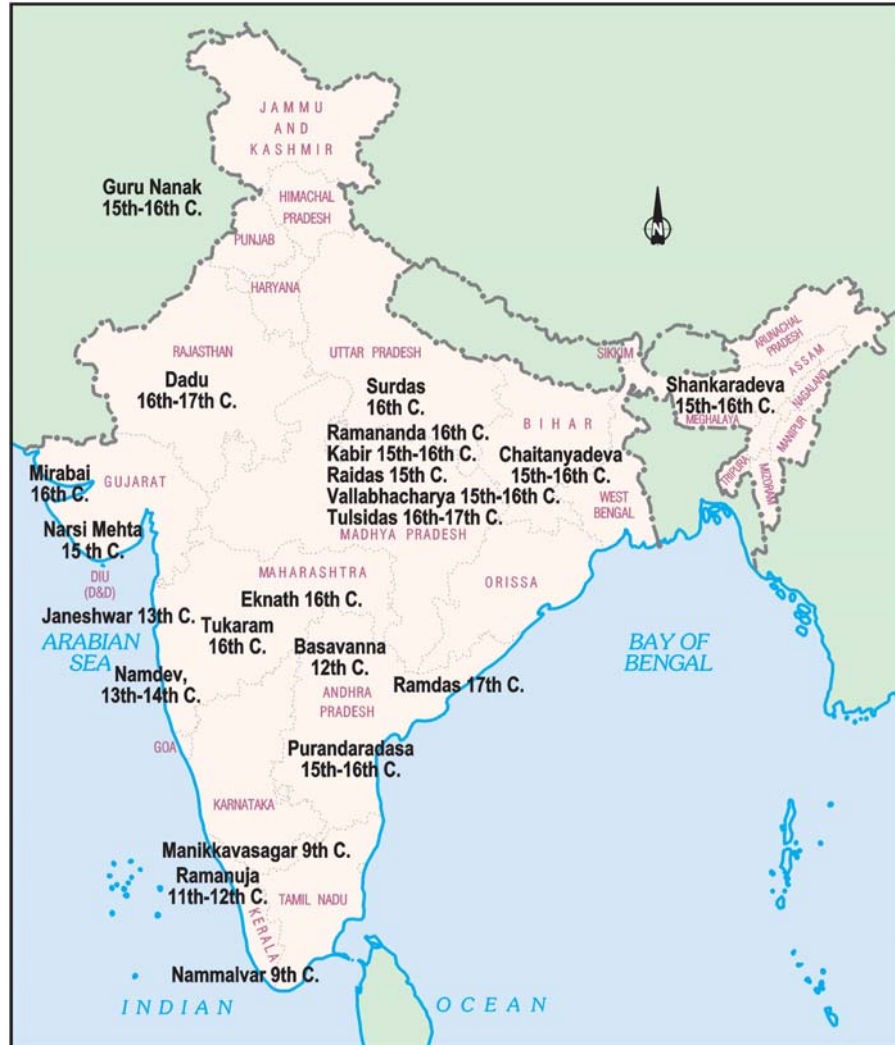 JAMMU
AND
KASHMIR
Guru Nanak
15th-16th C.
HIMACHAL
PRADESH
PUNJAB
N
HARYANA
RAJASTHAN
UTTAR PRADESH
SIKKIM
ARUNACHAL
PRADESH
ASSAM
NAGALAND
Dadu
16th-17th C.
Surdas
16th C.
Shankaradeva
15th-16th C.
MEGHALAYA
MANIPUR
BIHAR
Ramananda 16th C.
Kabir 15th-16th C.
Raidas 15th C.
Vallabhacharya 15th-16th C.
Tulsidas 16th-17th C.
Chaitanyadeva
15th-16th C.
TRIPURA
MIZORAM
Mirabai
16th C.
GUJARAT
WEST
BENGAL
Narsi Mehta
15 th C.
MADHYA PRADESH
DIU
(D&D)
MAHARASHTRA
ORISSA
Eknath 16th C.
Janeshwar 13th C.
Tukaram
16th C.
ARABIAN
SEA
Basavanna
12th C.
BAY OF
BENGAL
Namdev,
13th-14th C.
Ramdas 17th C.
ANDHRA
PRADESH
GOA
Purandaradasa
15th-16th C.
KARNATAKA
Manikkavasagar 9th C.
Ramanuja
11th-12th C.
TAMIL NADU
KERALA
Nammalvar 9th C.
INDIAN OCEAN